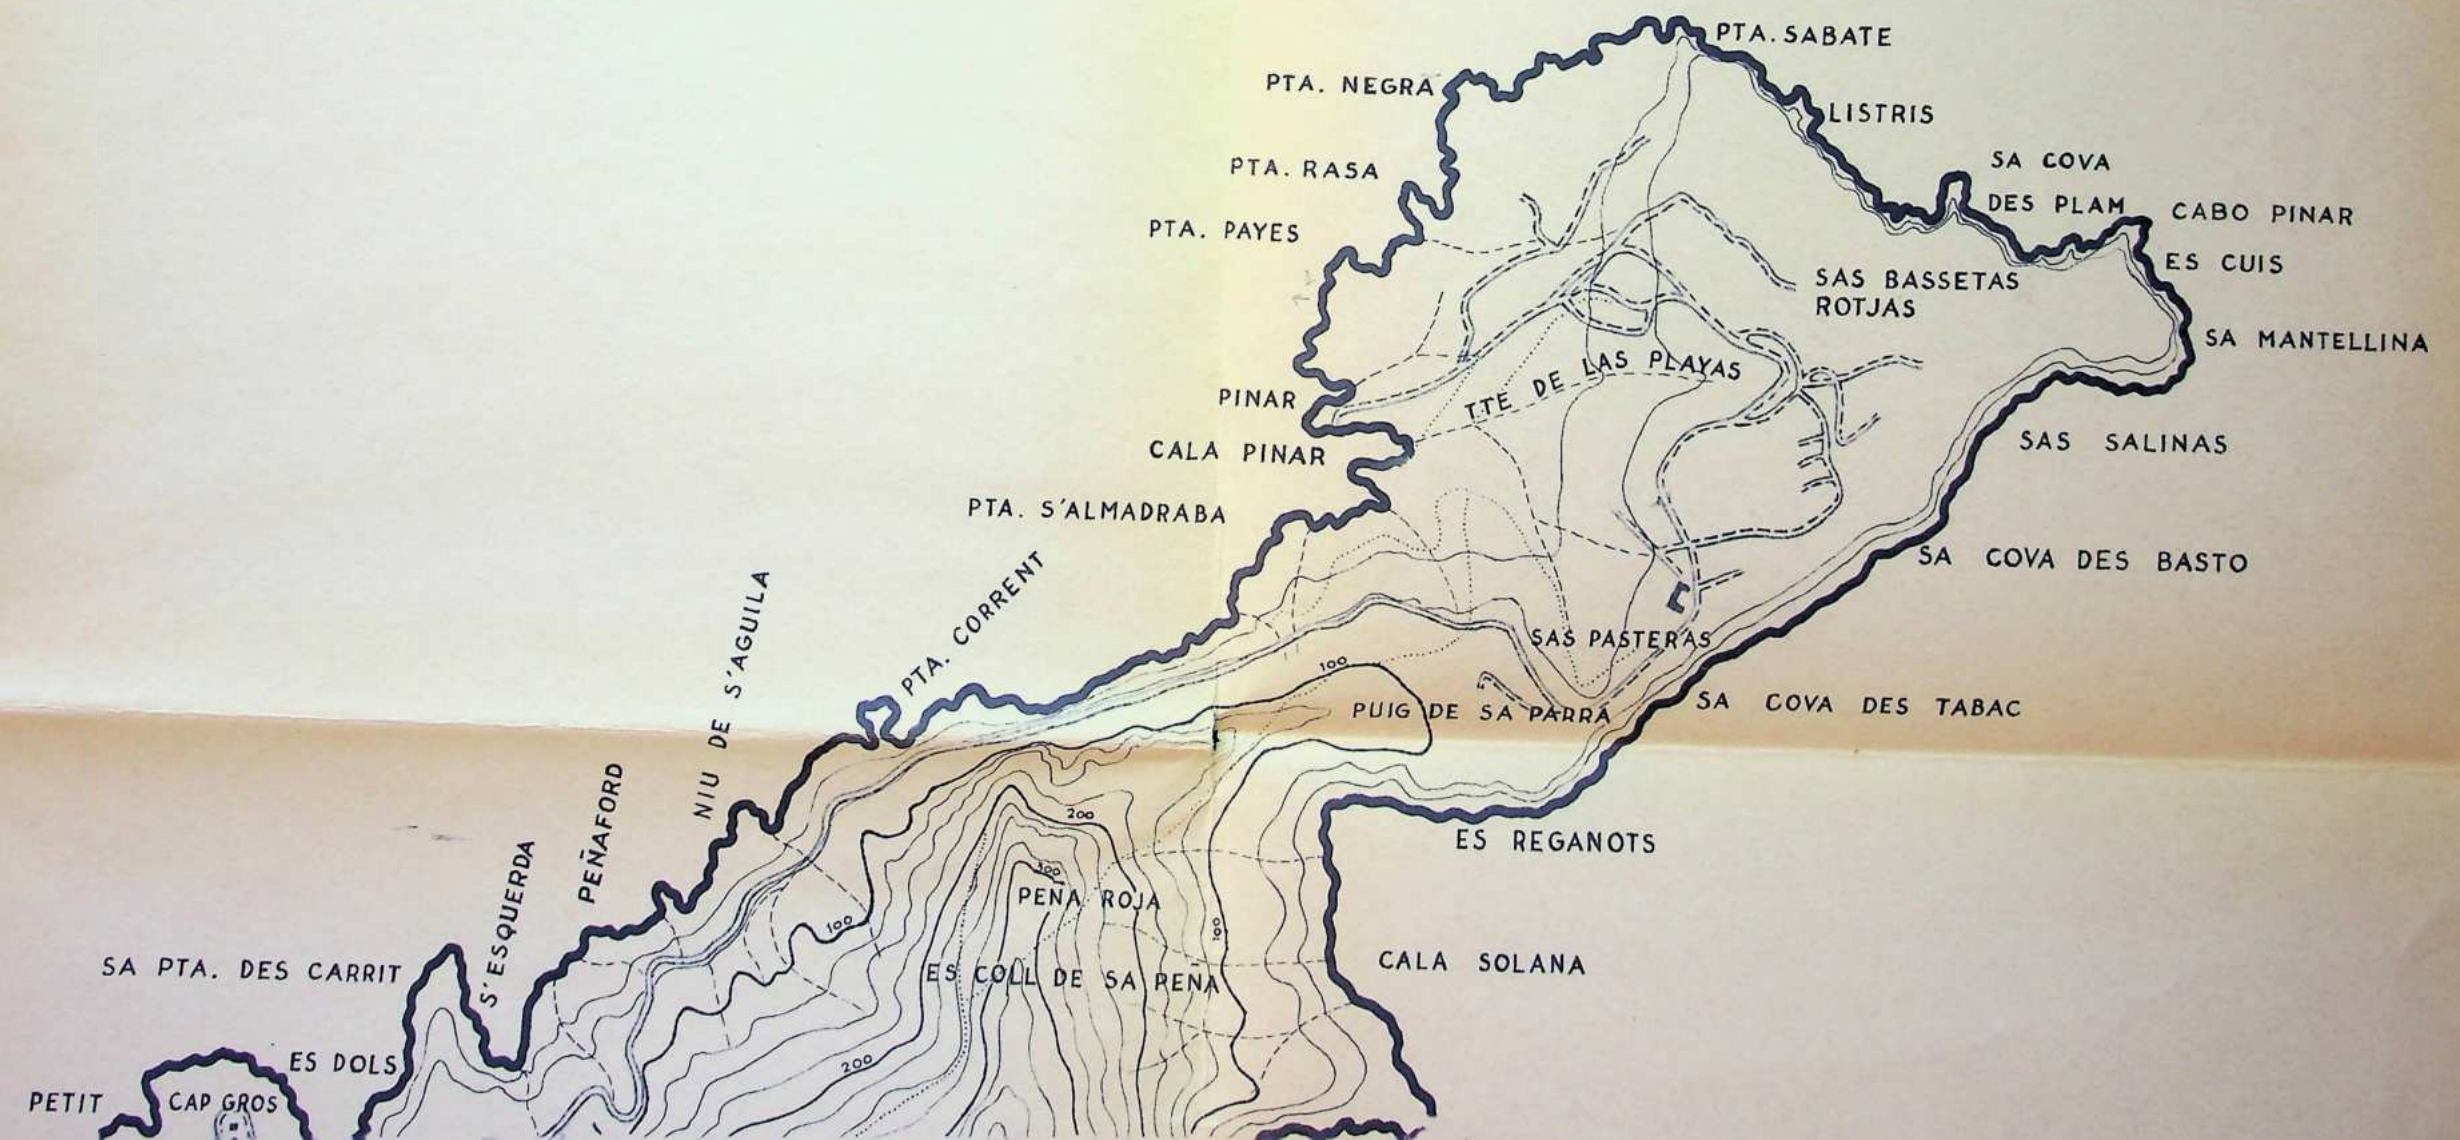 PTA. SABATE
PTA. NEGRA
LISTRIS
SA COVA
DES PLAM
PTA. RASA
CABO PINAR
PTA. PAYES
ES CUIS
SAS BASSETAS
ROTJAS
SA MANTELLINA
TTE DE LAS PLAYAS
PINAR
CALA PINAR
SAS SALINAS
PTA. S'ALMADRABA
SA COVA DES BASTO
PTA. CORRENT
NIU DE S'AGUILA
SAS PASTERAS
100
PUIG DE SA PARRA
SA COVA DES TABAC
PEÑAFORD
200
ES REGANOTS
S'ESQUERDA
300
PEÑA ROJA
100
100
SA PTA. DES CARRIT
ES COLL DE SA PEÑA
CALA SOLANA
ES DOLS
200
PETIT
CAP GROS